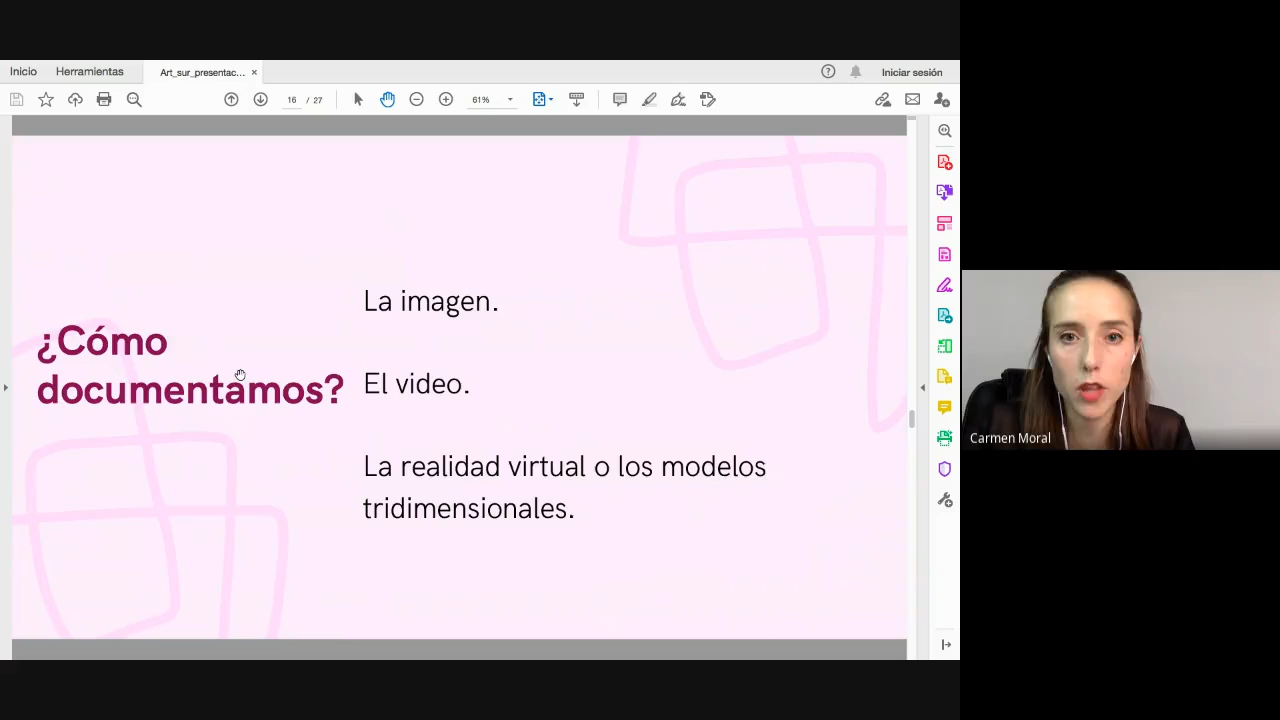 Inicio
Herramientas
Art_sur_presentac... ×
Iniciar sesión
16 / 27
61%
¿Cómo
documentamos?
La imagen.
El video.
La realidad virtual o los modelos
tridimensionales.
Carmen Moral